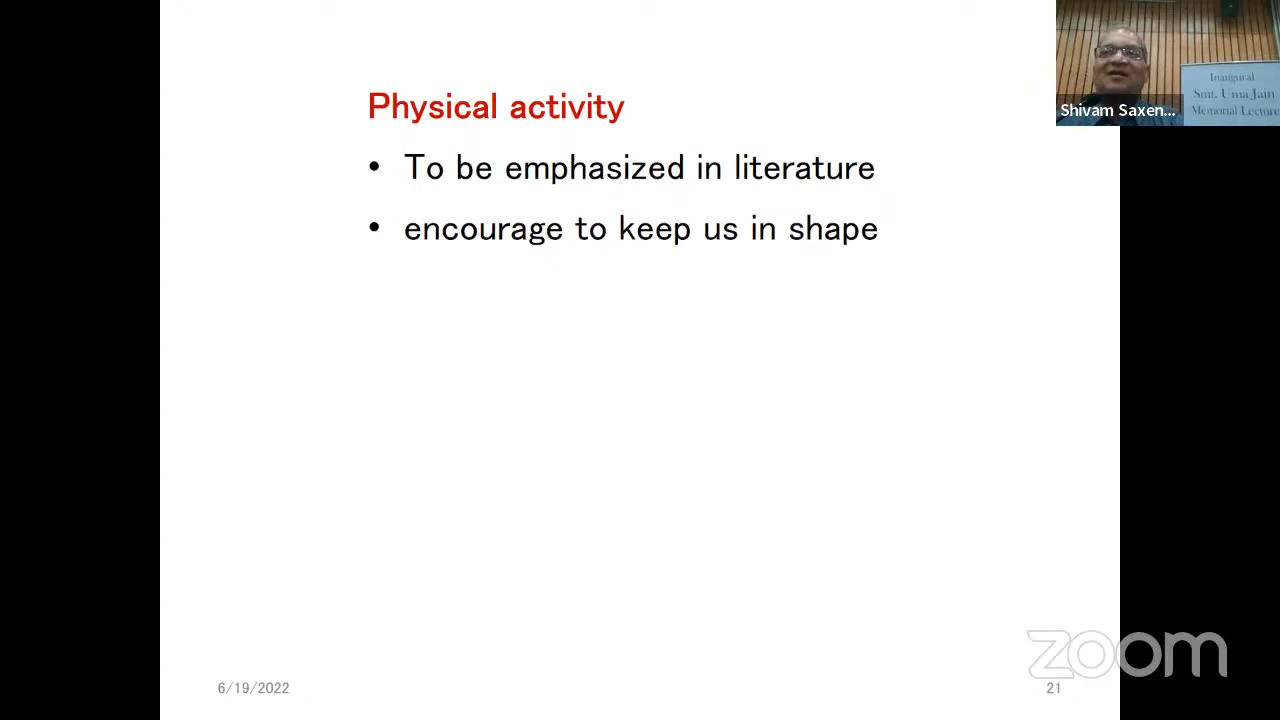 Physical activity
• To be emphasized in literature
• encourage to keep us in shape
Inaugural
Smt. Uma Jain
Memorial Lecture
Shivam Saxen...
zoom
6/19/2022
21